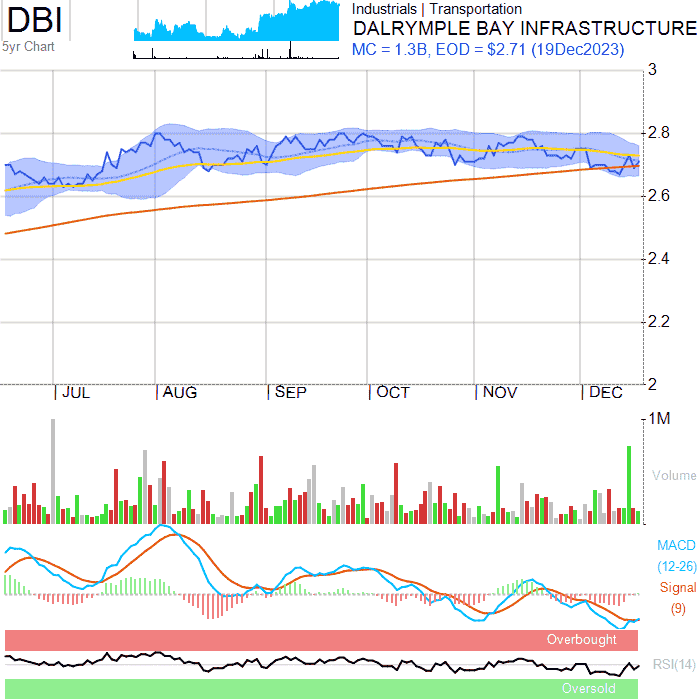 DBI
5yr Chart
Industrials | Transportation
DALRYMPLE BAY INFRASTRUCTURE
MC = 1.3B, EOD = $2.71 (19Dec2023)
3
2.8
2.6
2.4
2.2
2
JUL AUG SEP OCT NOV DEC
1M
Volume
MACD
(12-26)
Signal
(9)
Overbought
RSI(14)
Oversold